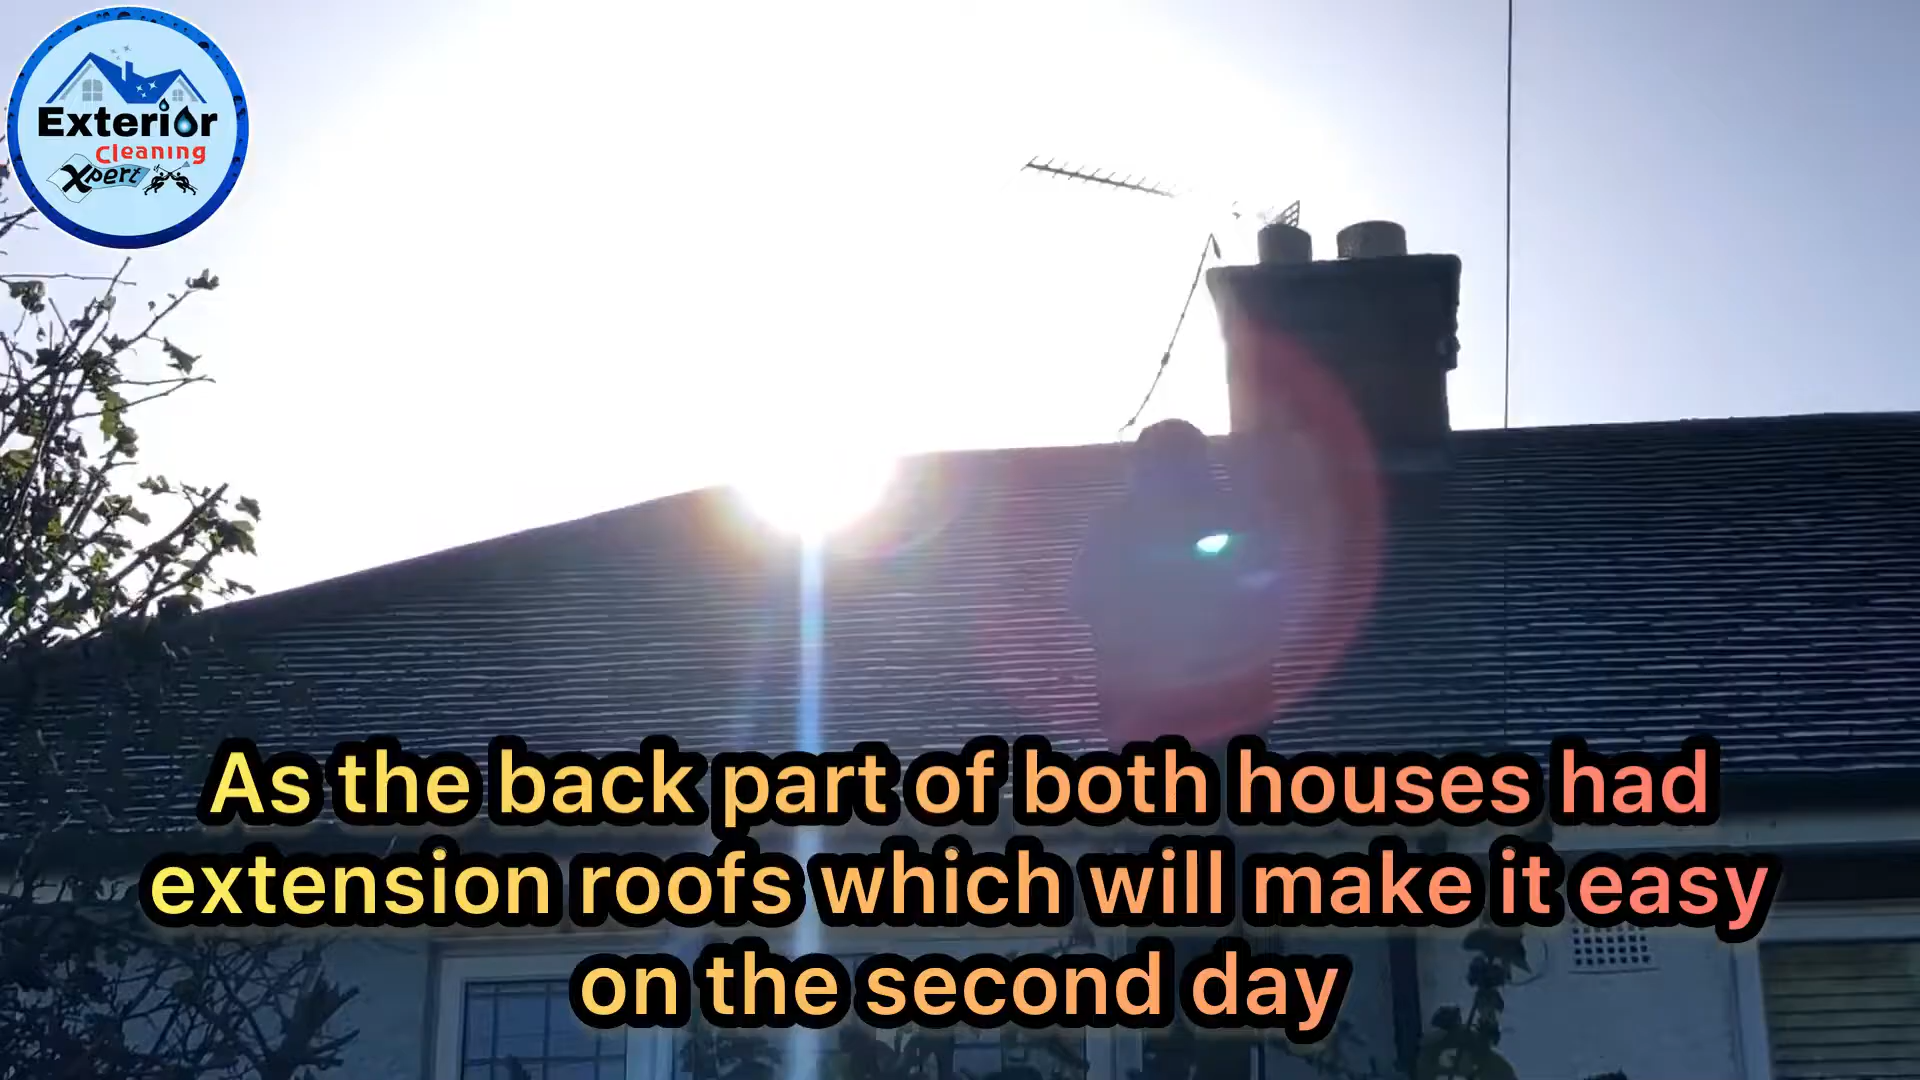 Exterior
Cleaning
Xpert
As the back part of both houses had
extension roofs which will make it easy
on the second day